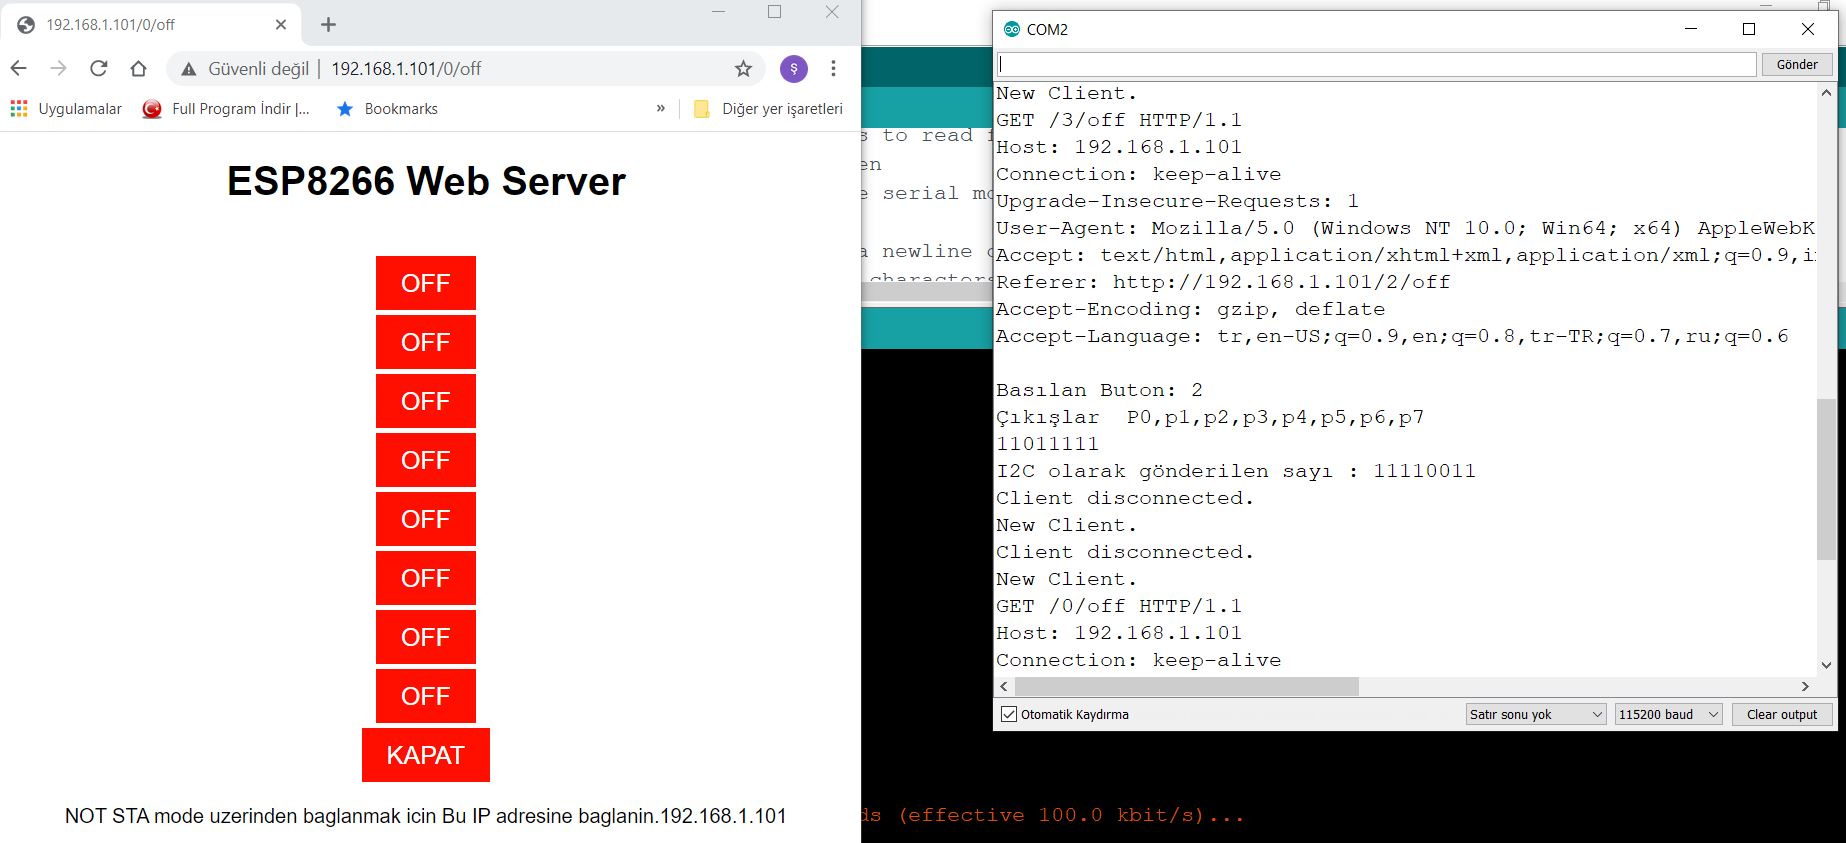 192.168.1.101/0/off
Güvenli değil | 192.168.1.101/0/off
ş
Uygulamalar
Full Program İndir |...
Bookmarks
»
Diğer yer işaretleri
ESP8266 Web Server
OFF
OFF
OFF
OFF
OFF
OFF
OFF
OFF
KAPAT
NOT STA mode uzerinden baglanmak icin Bu IP adresine baglanin.192.168.1.101
to read
en
serial mo
a newline
characters
ds (effective 100.0 kbit/s)...
COM2
Gönder
New Client.
GET /3/off HTTP/1.1
Host: 192.168.1.101
Connection: keep-alive
Upgrade-Insecure-Requests: 1
User-Agent: Mozilla/5.0 (Windows NT 10.0; Win64; x64) AppleWebK
Accept: text/html,application/xhtml+xml,application/xml;q=0.9,i
Referer: http://192.168.1.101/2/off
Accept-Encoding: gzip, deflate
Accept-Language: tr,en-US;q=0.9,en;q=0.8,tr-TR;q=0.7,ru;q=0.6
Basılan Buton: 2
Çıkışlar  P0,p1,p2,p3,p4,p5,p6,p7
11011111
I2C olarak gönderilen sayı : 11110011
Client disconnected.
New Client.
Client disconnected.
New Client.
GET /0/off HTTP/1.1
Host: 192.168.1.101
Connection: keep-alive
Otomatik Kaydırma
Satır sonu yok
115200 baud
Clear output